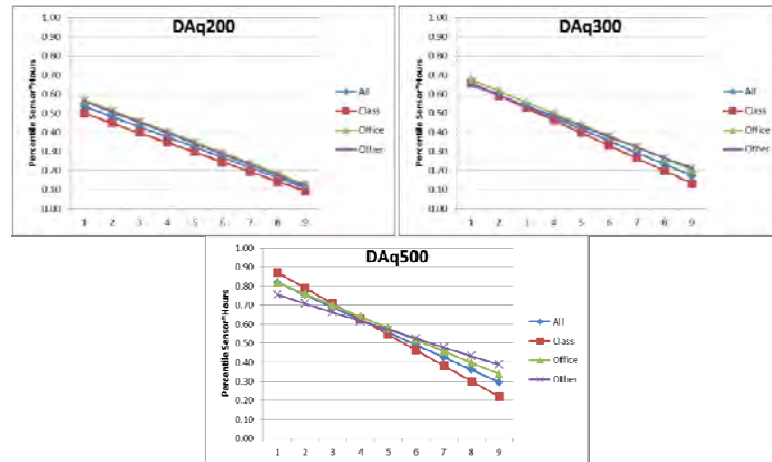 DAq200
Percentile Sensor*Hours
1.00
0.90
0.80
0.70
0.60
0.50
0.40
0.30
0.20
0.10
0.00
1 2 3 4 5 6 7 8 9
All
Class
Office
Other
DAq300
Percentile Sensor*Hours
1.00
0.90
0.80
0.70
0.60
0.50
0.40
0.30
0.20
0.10
0.00
1 2 3 4 5 6 7 8 9
All
Class
Office
Other
DAq500
Percentile Sensor*Hours
1.00
0.90
0.80
0.70
0.60
0.50
0.40
0.30
0.20
0.10
0.00
1 2 3 4 5 6 7 8 9
All
Class
Office
Other